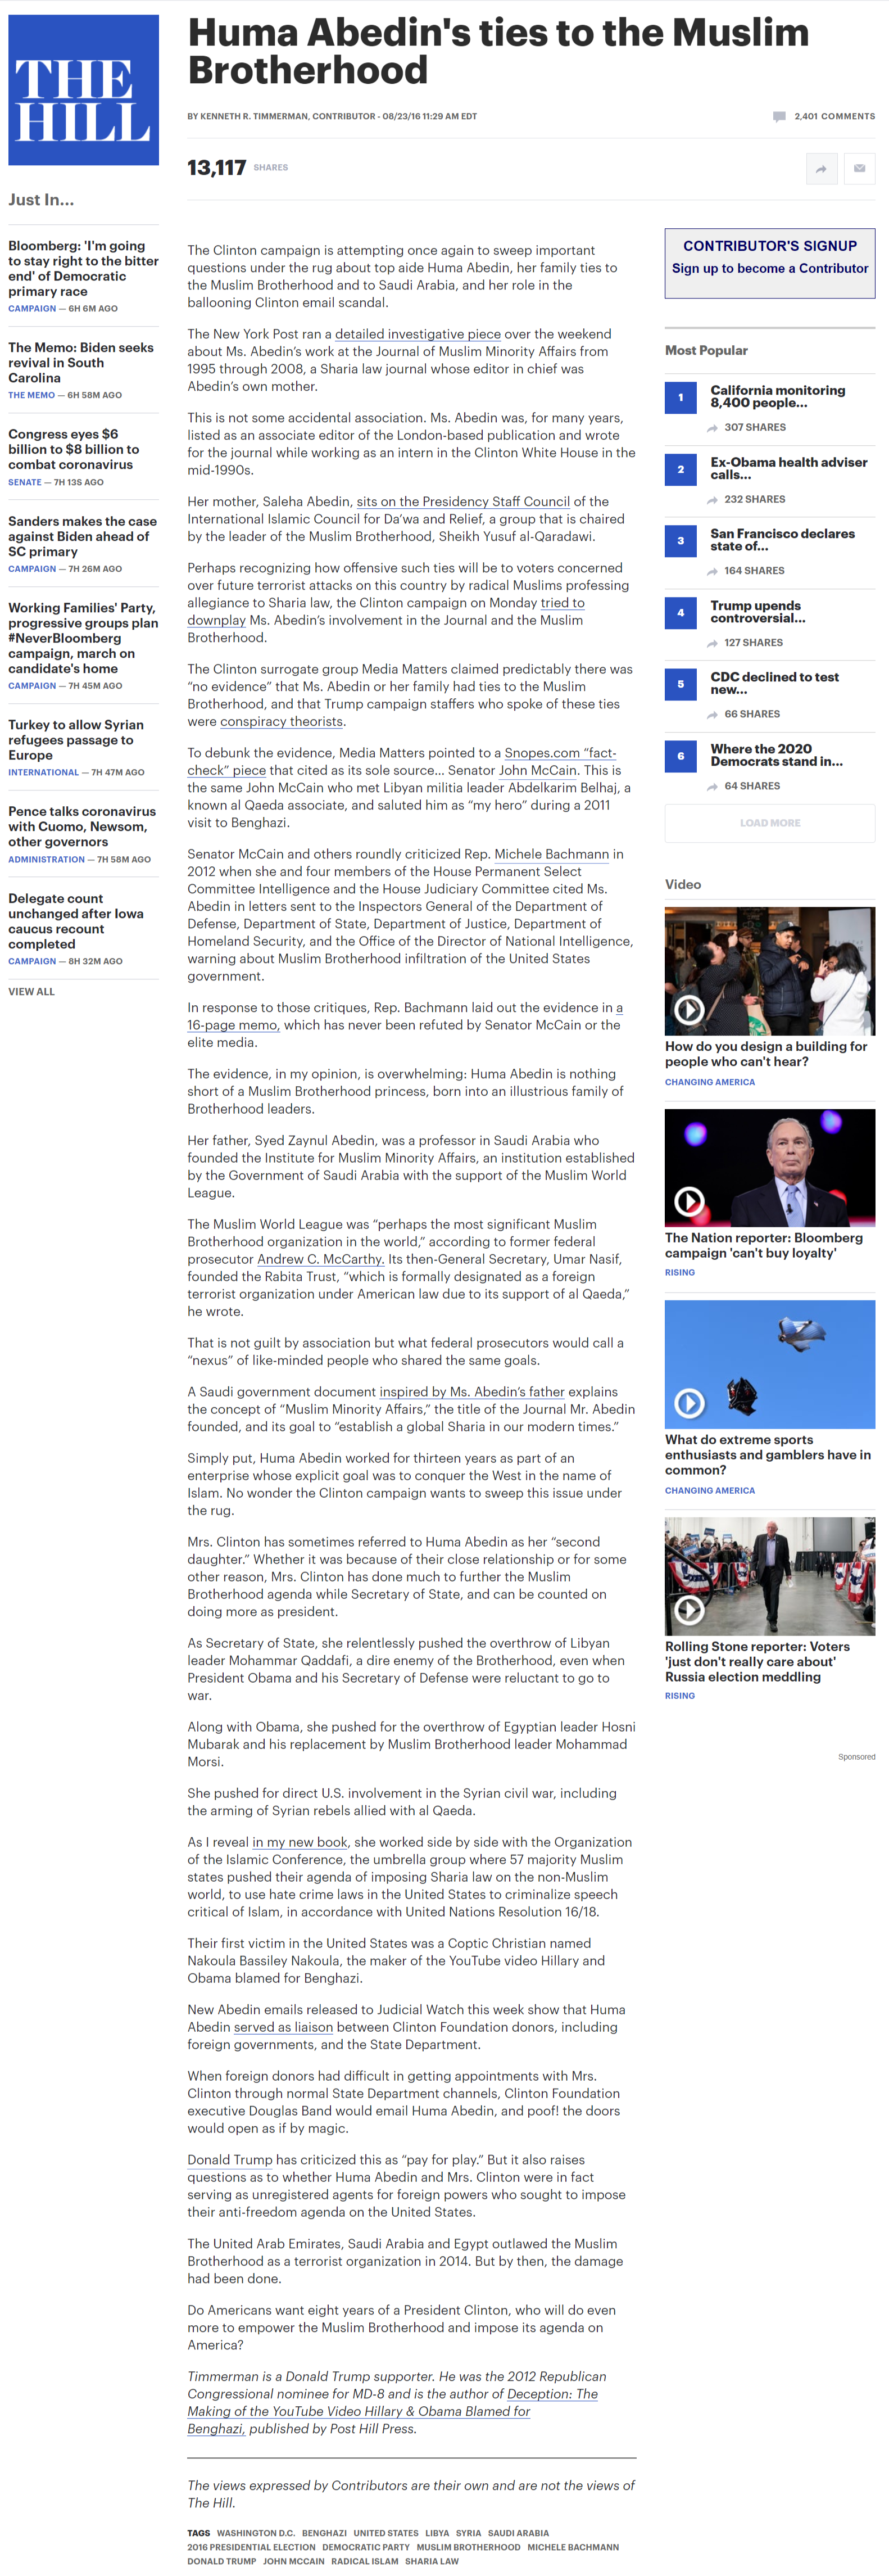 THE
HILL
Just In...
Bloomberg: 'I'm going
to stay right to the bitter
end' of Democratic
primary race
CAMPAIGN — 6H 6M AGO
The Memo: Biden seeks
revival in South
Carolina
THE MEMO — 6H 58M AGO
Congress eyes $6
billion to $8 billion to
combat coronavirus
SENATE — 7H 13S AGO
Sanders makes the case
against Biden ahead of
SC primary
CAMPAIGN — 7H 26M AGO
Working Families' Party,
progressive groups plan
#NeverBloomberg
campaign, march on
candidate's home
CAMPAIGN — 7H 45M AGO
Turkey to allow Syrian
refugees passage to
Europe
INTERNATIONAL — 7H 47M AGO
Pence talks coronavirus
with Cuomo, Newsom,
other governors
ADMINISTRATION — 7H 58M AGO
Delegate count
unchanged after Iowa
caucus recount
completed
CAMPAIGN — 8H 32M AGO
VIEW ALL
Huma Abedin's ties to the Muslim
Brotherhood
BY KENNETH R. TIMMERMAN, CONTRIBUTOR - 08/23/16 11:29 AM EDT
2,401 COMMENTS
13,117 SHARES
The Clinton campaign is attempting once again to sweep important
questions under the rug about top aide Huma Abedin, her family ties to
the Muslim Brotherhood and to Saudi Arabia, and her role in the
ballooning Clinton email scandal.
The New York Post ran a detailed investigative piece over the weekend
about Ms. Abedin's work at the Journal of Muslim Minority Affairs from
1995 through 2008, a Sharia law journal whose editor in chief was
Abedin's own mother.
This is not some accidental association. Ms. Abedin was, for many years,
listed as an associate editor of the London-based publication and wrote
for the journal while working as an intern in the Clinton White House in the
mid-1990s.
Her mother, Saleha Abedin, sits on the Presidency Staff Council of the
International Islamic Council for Da'wa and Relief, a group that is chaired
by the leader of the Muslim Brotherhood, Sheikh Yusuf al-Qaradawi.
Perhaps recognizing how offensive such ties will be to voters concerned
over future terrorist attacks on this country by radical Muslims professing
allegiance to Sharia law, the Clinton campaign on Monday tried to
downplay Ms. Abedin's involvement in the Journal and the Muslim
Brotherhood.
The Clinton surrogate group Media Matters claimed predictably there was
“no evidence” that Ms. Abedin or her family had ties to the Muslim
Brotherhood, and that Trump campaign staffers who spoke of these ties
were conspiracy theorists.
To debunk the evidence, Media Matters pointed to a Snopes.com “fact-
check” piece that cited as its sole source... Senator John McCain. This is
the same John McCain who met Libyan militia leader Abdelkarim Belhaj, a
known al Qaeda associate, and saluted him as “my hero” during a 2011
visit to Benghazi.
Senator McCain and others roundly criticized Rep. Michele Bachmann in
2012 when she and four members of the House Permanent Select
Committee Intelligence and the House Judiciary Committee cited Ms.
Abedin in letters sent to the Inspectors General of the Department of
Defense, Department of State, Department of Justice, Department of
Homeland Security, and the Office of the Director of National Intelligence,
warning about Muslim Brotherhood infiltration of the United States
government.
In response to those critiques, Rep. Bachmann laid out the evidence in a
16-page memo, which has never been refuted by Senator McCain or the
elite media.
The evidence, in my opinion, is overwhelming: Huma Abedin is nothing
short of a Muslim Brotherhood princess, born into an illustrious family of
Brotherhood leaders.
Her father, Syed Zaynul Abedin, was a professor in Saudi Arabia who
founded the Institute for Muslim Minority Affairs, an institution established
by the Government of Saudi Arabia with the support of the Muslim World
League.
The Muslim World League was “perhaps the most significant Muslim
Brotherhood organization in the world,” according to former federal
prosecutor Andrew C. McCarthy. Its then-General Secretary, Umar Nasif,
founded the Rabita Trust, “which is formally designated as a foreign
terrorist organization under American law due to its support of al Qaeda,”
he wrote.
That is not guilt by association but what federal prosecutors would call a
“nexus” of like-minded people who shared the same goals.
A Saudi government document inspired by Ms. Abedin's father explains
the concept of “Muslim Minority Affairs,” the title of the Journal Mr. Abedin
founded, and its goal to “establish a global Sharia in our modern times.”
Simply put, Huma Abedin worked for thirteen years as part of an
enterprise whose explicit goal was to conquer the West in the name of
Islam. No wonder the Clinton campaign wants to sweep this issue under
the rug.
Mrs. Clinton has sometimes referred to Huma Abedin as her “second
daughter.” Whether it was because of their close relationship or for some
other reason, Mrs. Clinton has done much to further the Muslim
Brotherhood agenda while Secretary of State, and can be counted on
doing more as president.
As Secretary of State, she relentlessly pushed the overthrow of Libyan
leader Mohammar Qaddafi, a dire enemy of the Brotherhood, even when
President Obama and his Secretary of Defense were reluctant to go to
war.
Along with Obama, she pushed for the overthrow of Egyptian leader Hosni
Mubarak and his replacement by Muslim Brotherhood leader Mohammad
Morsi.
She pushed for direct U.S. involvement in the Syrian civil war, including
the arming of Syrian rebels allied with al Qaeda.
As I reveal in my new book, she worked side by side with the Organization
of the Islamic Conference, the umbrella group where 57 majority Muslim
states pushed their agenda of imposing Sharia law on the non-Muslim
world, to use hate crime laws in the United States to criminalize speech
critical of Islam, in accordance with United Nations Resolution 16/18.
Their first victim in the United States was a Coptic Christian named
Nakoula Bassiley Nakoula, the maker of the YouTube video Hillary and
Obama blamed for Benghazi.
New Abedin emails released to Judicial Watch this week show that Huma
Abedin served as liaison between Clinton Foundation donors, including
foreign governments, and the State Department.
When foreign donors had difficult in getting appointments with Mrs.
Clinton through normal State Department channels, Clinton Foundation
executive Douglas Band would email Huma Abedin, and poof! the doors
would open as if by magic.
Donald Trump has criticized this as “pay for play.” But it also raises
questions as to whether Huma Abedin and Mrs. Clinton were in fact
serving as unregistered agents for foreign powers who sought to impose
their anti-freedom agenda on the United States.
The United Arab Emirates, Saudi Arabia and Egypt outlawed the Muslim
Brotherhood as a terrorist organization in 2014. But by then, the damage
had been done.
Do Americans want eight years of a President Clinton, who will do even
more to empower the Muslim Brotherhood and impose its agenda on
America?
Timmerman is a Donald Trump supporter. He was the 2012 Republican
Congressional nominee for MD-8 and is the author of Deception: The
Making of the YouTube Video Hillary & Obama Blamed for
Benghazi, published by Post Hill Press.
The views expressed by Contributors are their own and are not the views of
The Hill.
TAGS WASHINGTON D.C. BENGHAZI UNITED STATES LIBYA SYRIA SAUDI ARABIA
2016 PRESIDENTIAL ELECTION DEMOCRATIC PARTY MUSLIM BROTHERHOOD MICHELE BACHMANN
DONALD TRUMP JOHN MCCAIN RADICAL ISLAM SHARIA LAW
CONTRIBUTOR'S SIGNUP
Sign up to become a Contributor
Most Popular
1 California monitoring
8,400 people...
307 SHARES
2 Ex-Obama health adviser
calls...
232 SHARES
3 San Francisco declares
state of...
164 SHARES
4 Trump upends
controversial...
127 SHARES
5 CDC declined to test
new...
66 SHARES
6 Where the 2020
Democrats stand in...
64 SHARES
LOAD MORE
Video
How do you design a building for
people who can't hear?
CHANGING AMERICA
The Nation reporter: Bloomberg
campaign 'can't buy loyalty'
RISING
What do extreme sports
enthusiasts and gamblers have in
common?
CHANGING AMERICA
Rolling Stone reporter: Voters
'just don't really care about'
Russia election meddling
RISING
Sponsored